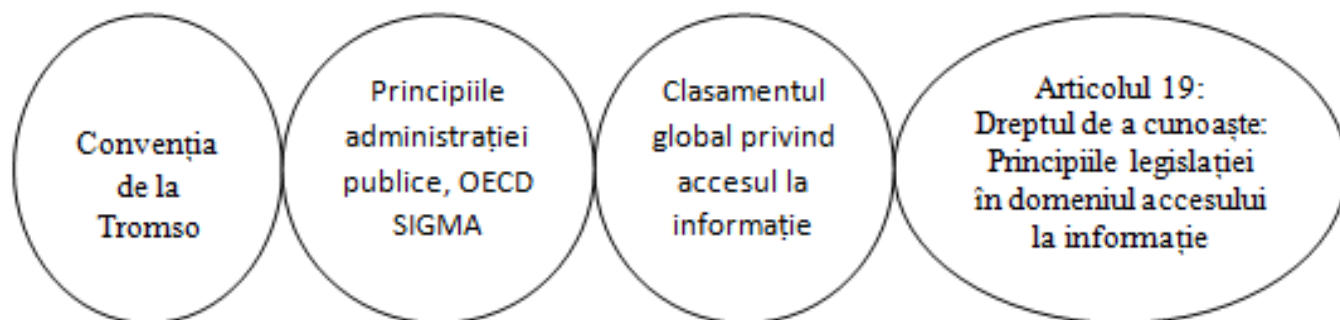 Convenția
de la
Tromso
Principiile
administrației
publice, OECD
SIGMA
Clasamentul
global privind
accesul la
informație
Articolul 19:
Dreptul de a cunoaște:
Principiile legislației
în domeniul accesului
la informație